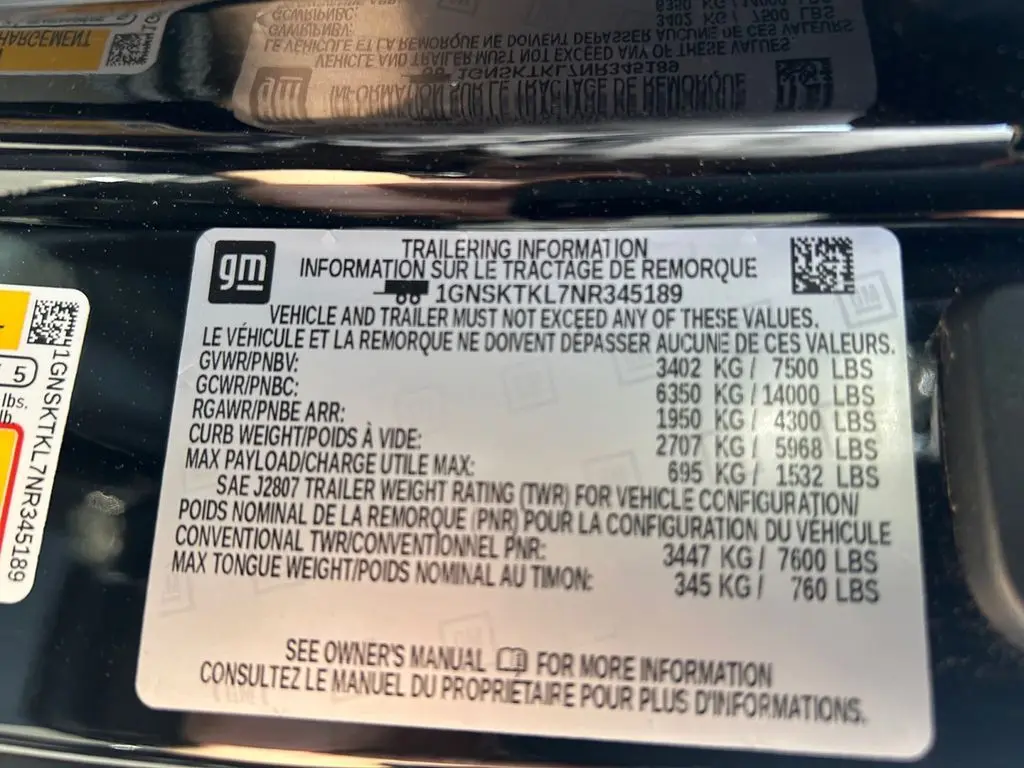 gm
TRAILERING INFORMATION
INFORMATION SUR LE TRACTAGE DE REMORQUE
1GNSKTKL7NR345189
VEHICLE AND TRAILER MUST NOT EXCEED ANY OF THESE VALUES.
LE VÉHICULE ET LA REMORQUE NE DOIVENT DÉPASSER AUCUNE DE CES VALEURS.
GVWR/PNBV: 3402 KG / 7500 LBS
GCWR/PNBC: 6350 KG / 14000 LBS
RGAWR/PNBE ARR: 1950 KG / 4300 LBS
CURB WEIGHT/POIDS À VIDE: 2707 KG / 5968 LBS
MAX PAYLOAD/CHARGE UTILE MAX: 695 KG / 1532 LBS
SAE J2807 TRAILER WEIGHT RATING (TWR) FOR VEHICLE CONFIGURATION/
POIDS NOMINAL DE LA REMORQUE (PNR) POUR LA CONFIGURATION DU VÉHICULE
CONVENTIONAL TWR/CONVENTIONNEL PNR: 3447 KG / 7600 LBS
MAX TONGUE WEIGHT/POIDS NOMINAL AU TIMON: 345 KG / 760 LBS
SEE OWNER'S MANUAL FOR MORE INFORMATION
CONSULTEZ LE MANUEL DU PROPRIÉTAIRE POUR PLUS D'INFORMATIONS.
5
lbs.
lb
1GNSKTKL7NR345189